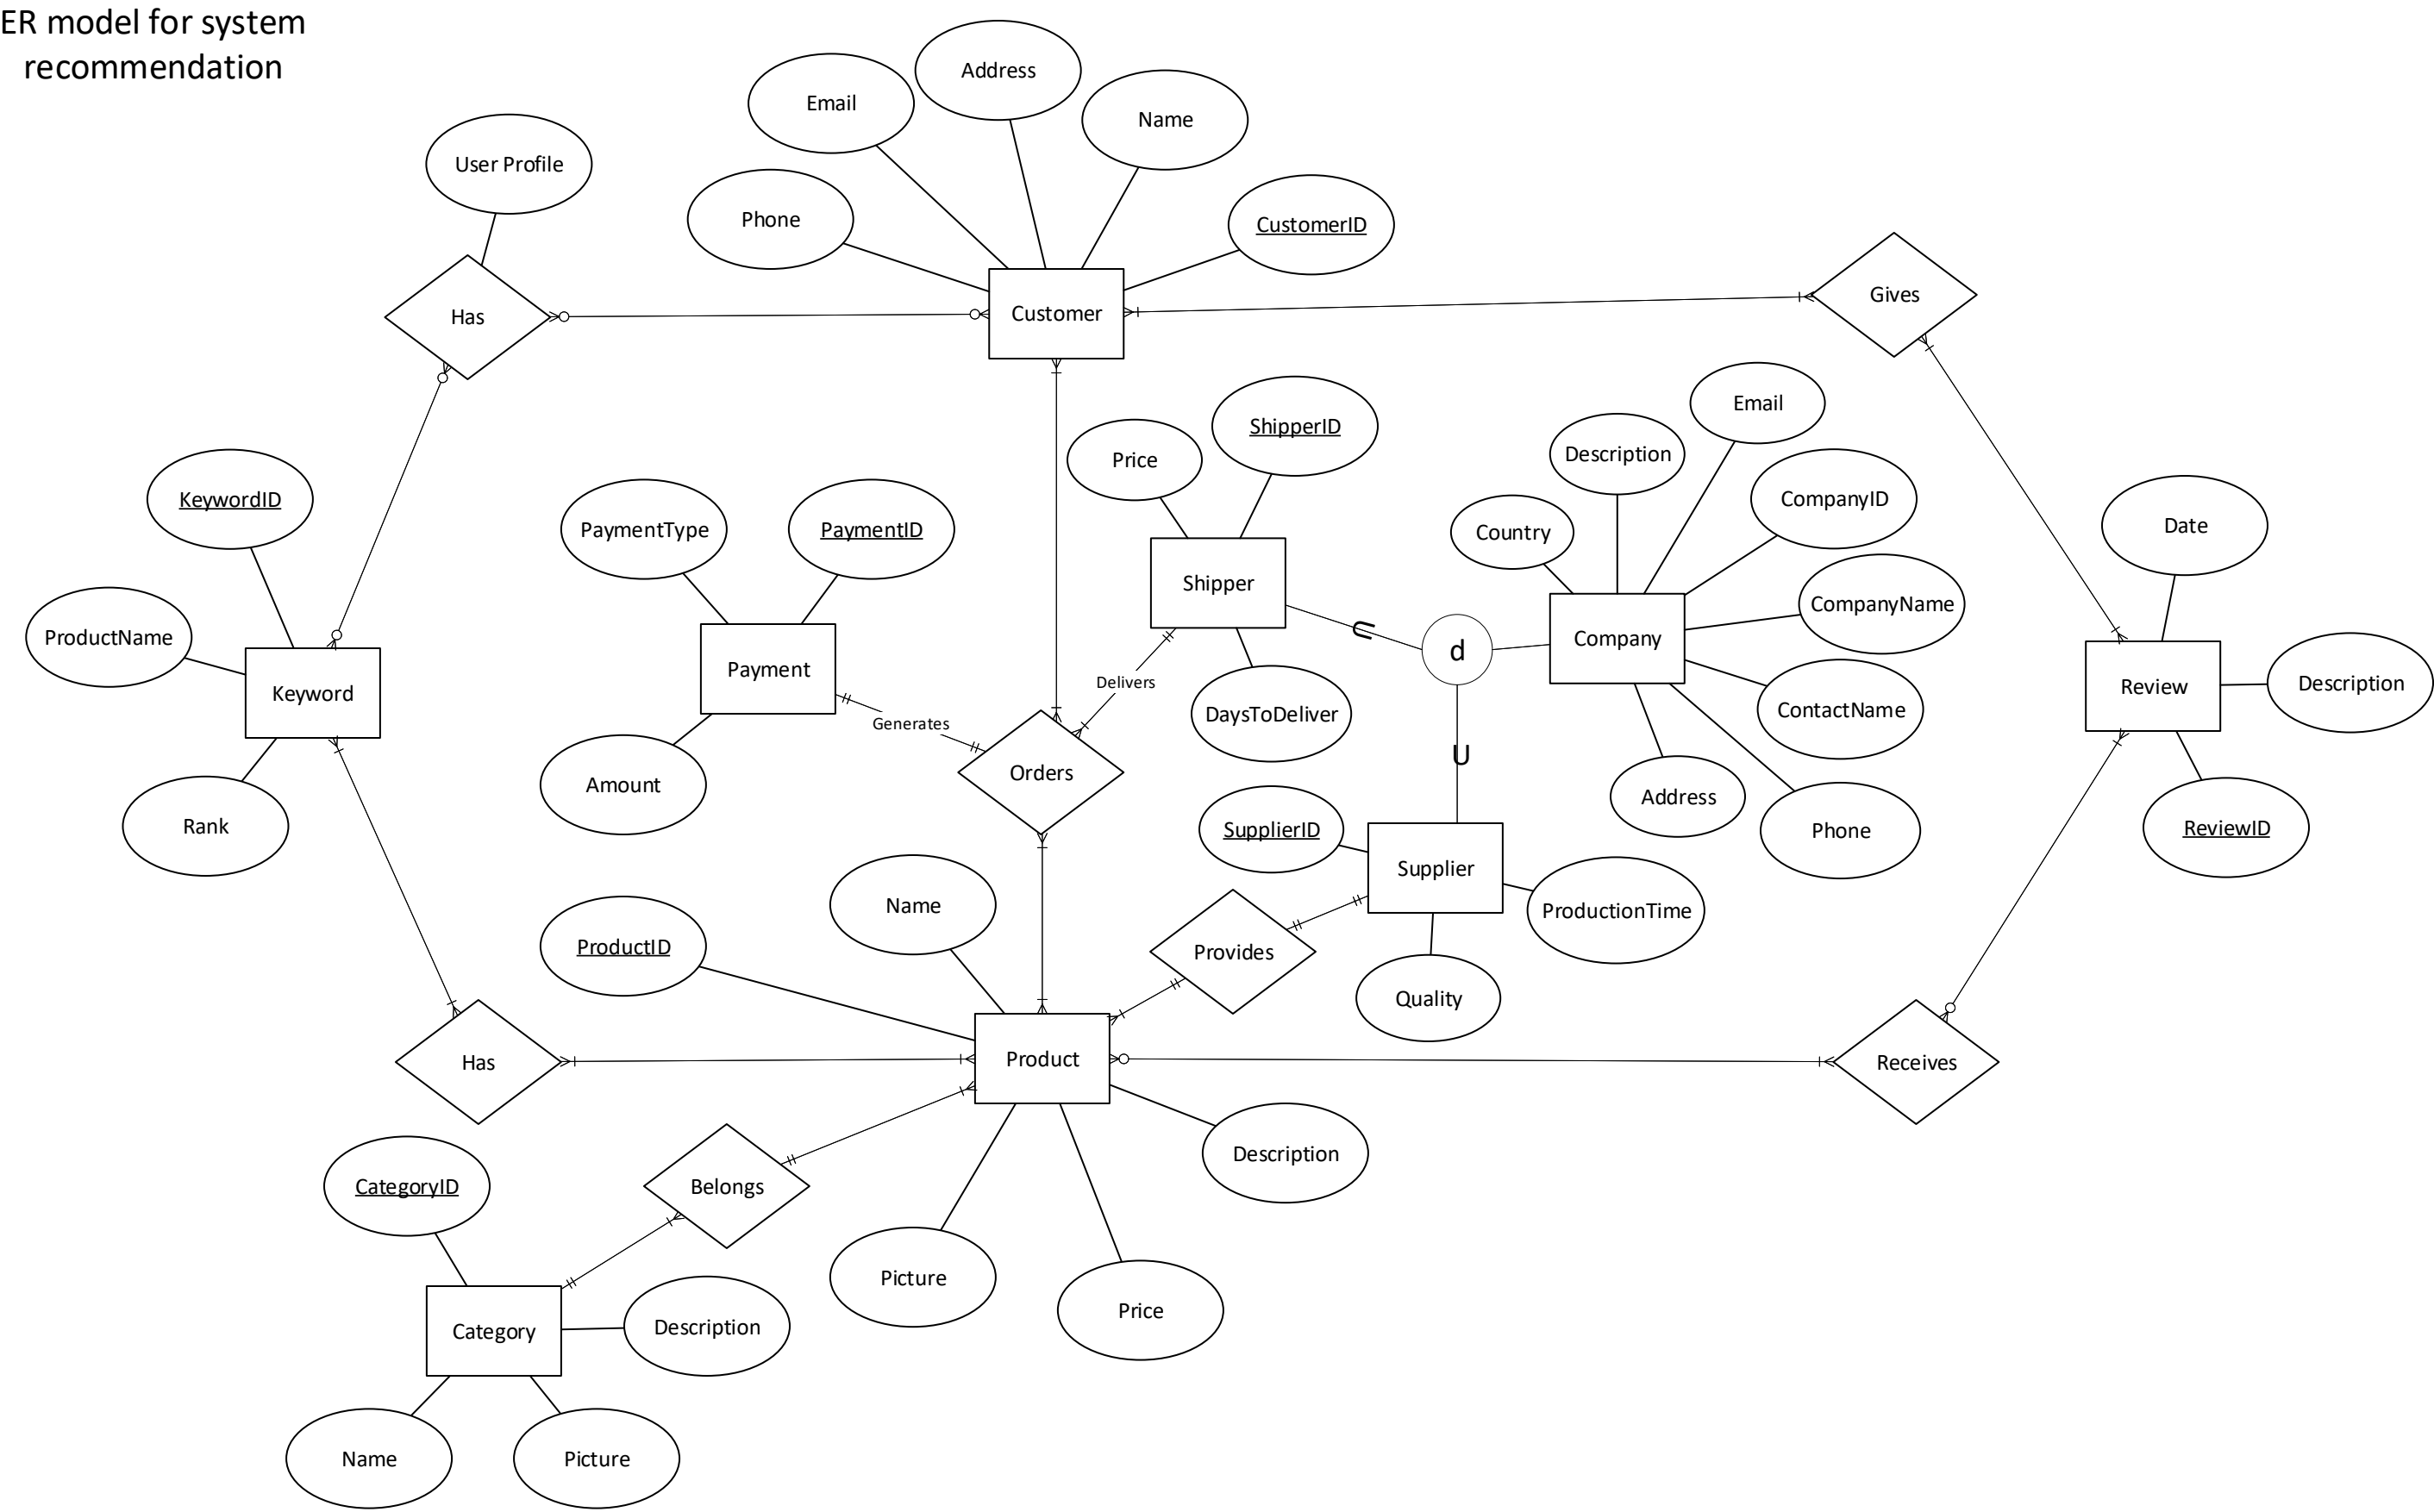 ER model for system
recommendation
Address
Email
Name
User Profile
Phone
CustomerID
Has
Customer
Gives
Email
ShipperID
Description
Price
KeywordID
CompanyID
PaymentType
PaymentID
Country
Date
Shipper
CompanyName
ProductName
Company
Payment
d
Keyword
Delivers
Review
Description
ContactName
DaysToDeliver
Generates
U
U
Orders
Amount
Address
Rank
SupplierID
Phone
ReviewID
Supplier
Name
ProductionTime
ProductID
Provides
Quality
Has
Product
Receives
Description
CategoryID
Belongs
Picture
Price
Category
Description
Name
Picture